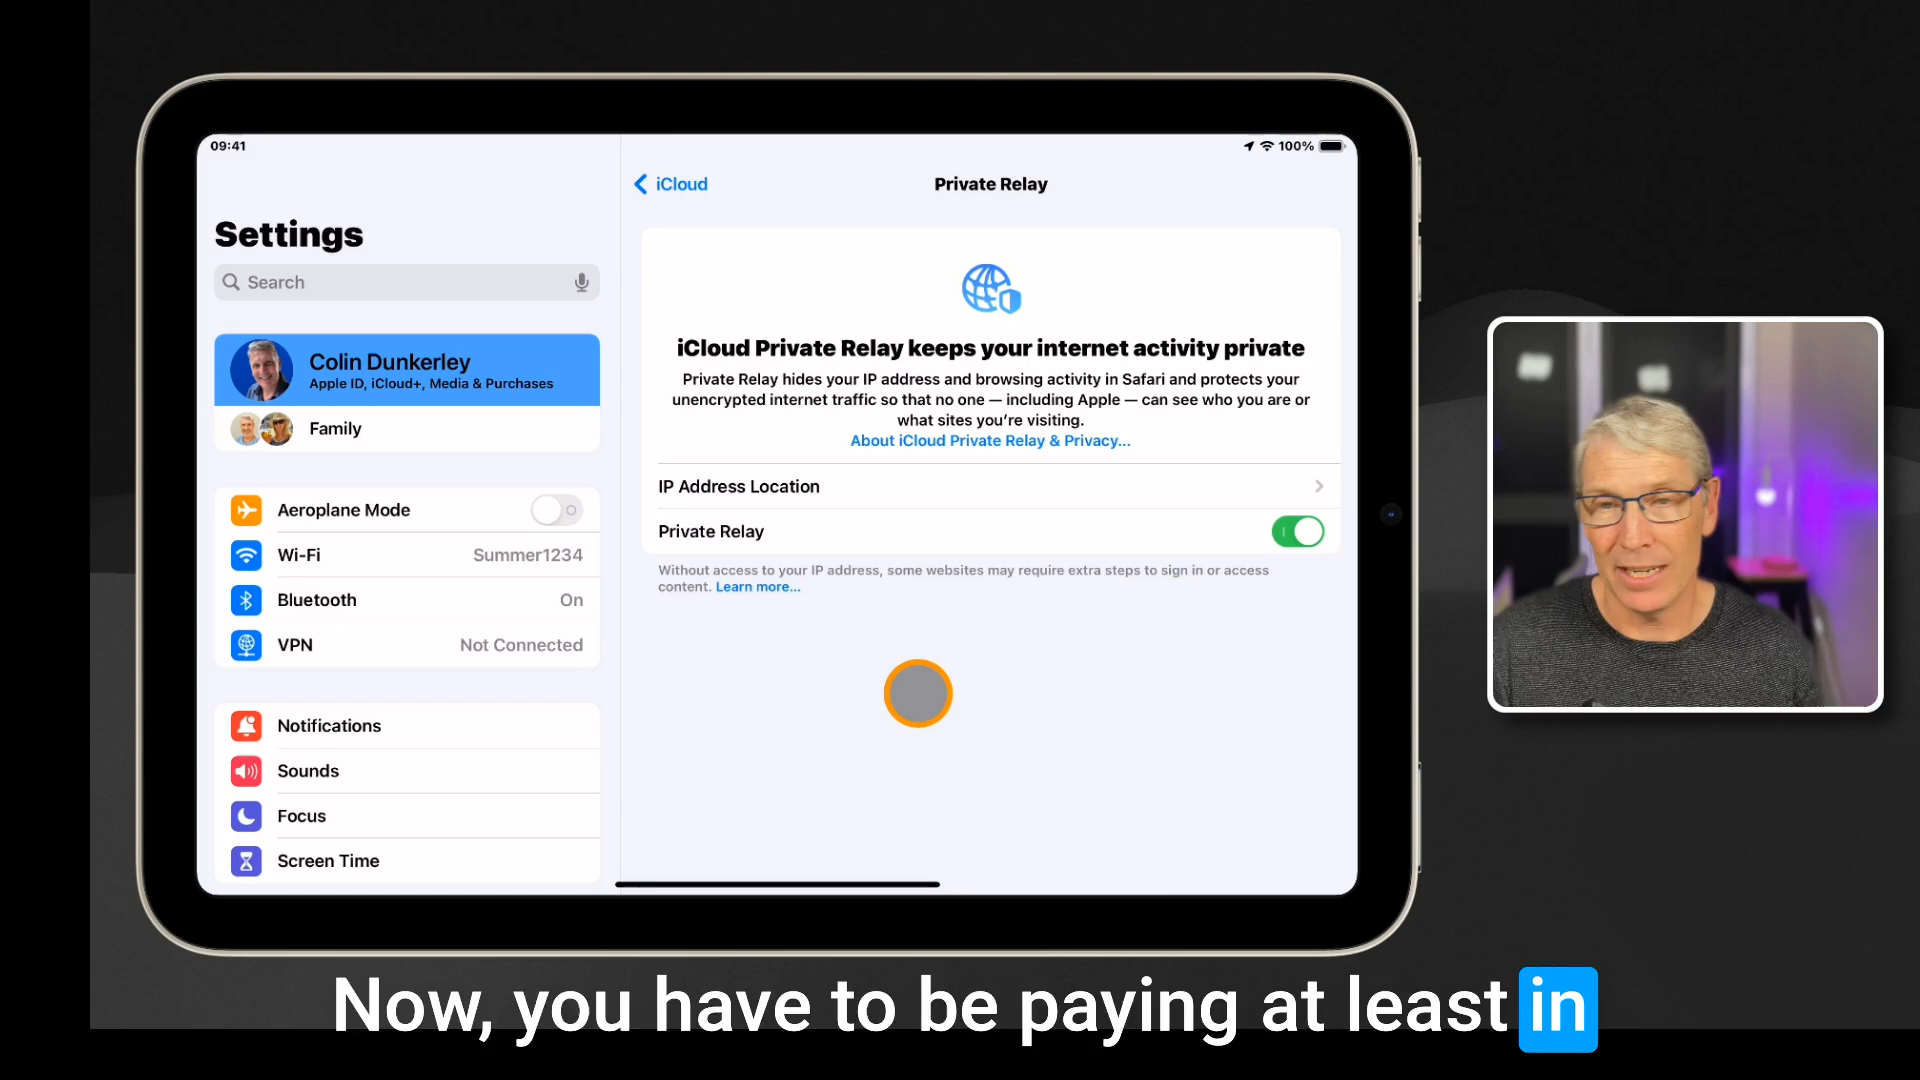 09:41
100%
Settings
Search
Colin Dunkerley
Apple ID, iCloud+, Media & Purchases
Family
Aeroplane Mode
Wi-Fi
Summer1234
Bluetooth
On
VPN
Not Connected
Notifications
Sounds
Focus
Screen Time
iCloud
Private Relay
iCloud Private Relay keeps your internet activity private
Private Relay hides your IP address and browsing activity in Safari and protects your
unencrypted internet traffic so that no one — including Apple — can see who you are or
what sites you're visiting.
About iCloud Private Relay & Privacy...
IP Address Location
Private Relay
Without access to your IP address, some websites may require extra steps to sign in or access
content. Learn more...
Now, you have to be paying at least in